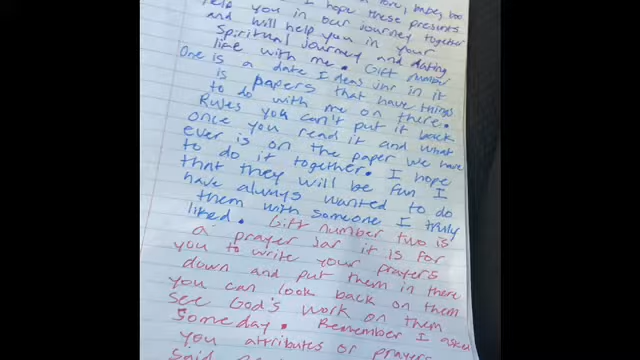 love, babe, boo
I hope these presents
help you in our journey together
and will help you in your
Spiritual Journey and dating
life with me. Gift number
One is a date Ideas Jar in it
is papers that have things
to do with me on there.
Rules you can't put it back
once you read it and what
ever is on the paper we have
to do it together. I hope
that they will be fun I
have always wanted to do
them with someone I truly
liked. Gift number two is
a prayer jar it is for
you to write your prayers
down and put them in there
you can look back on them
see God's work on them
Someday. Remember I asked
you attributes or prayers
Said